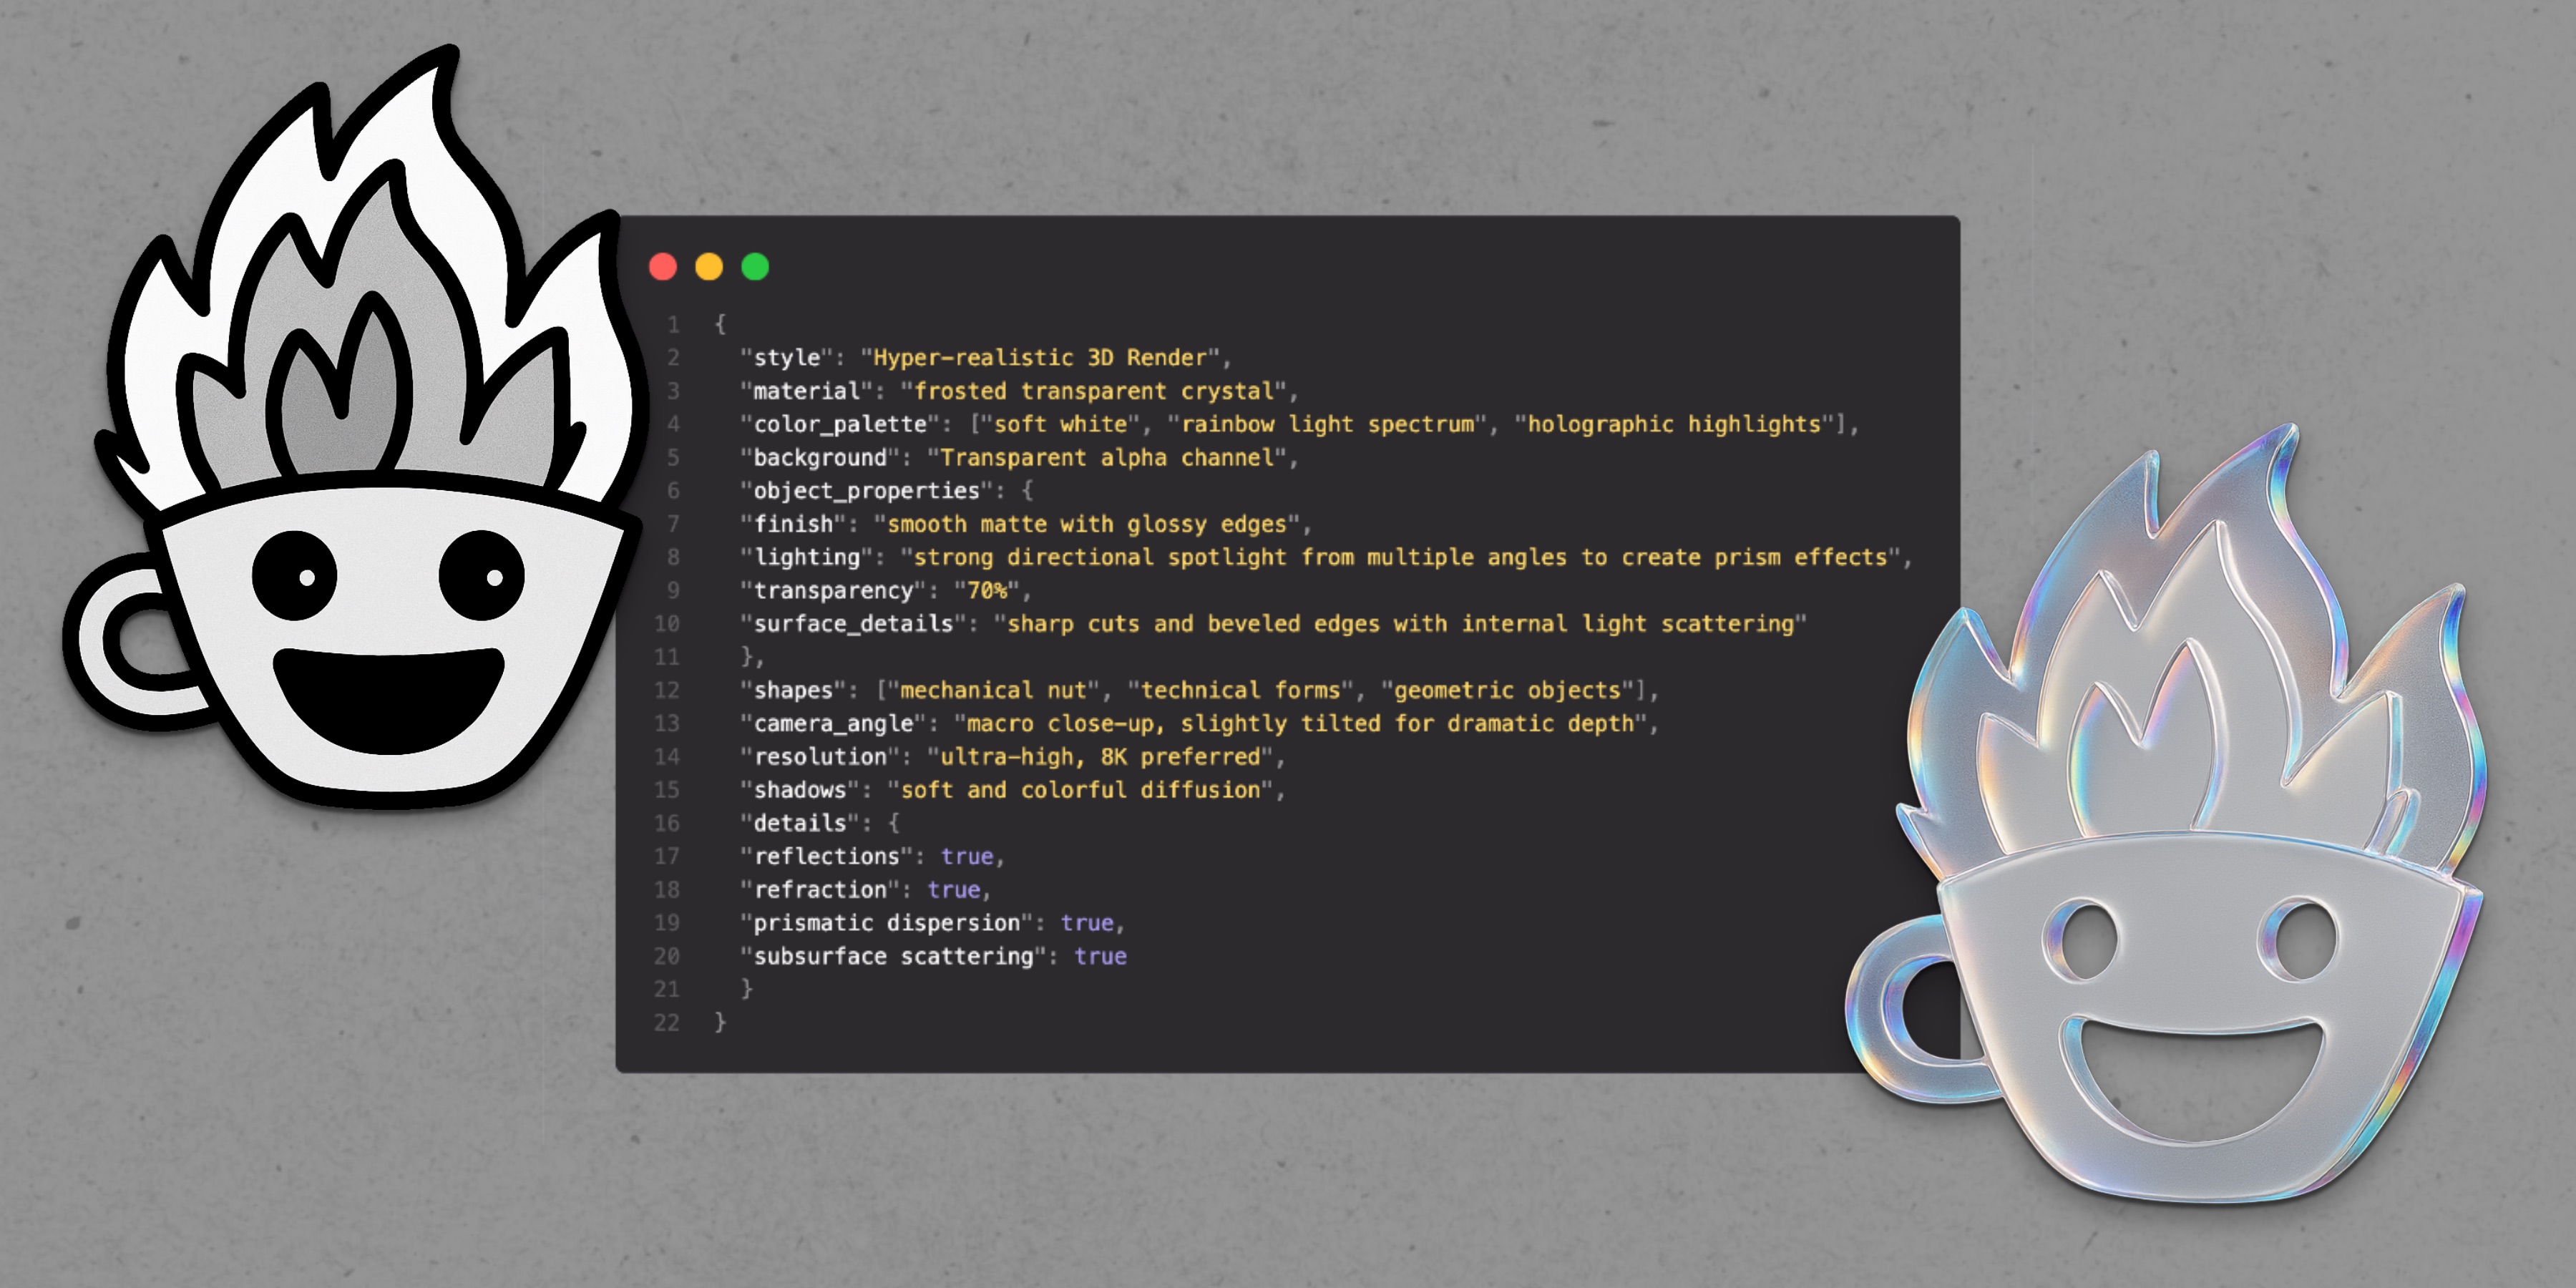 1 {
2 "style": "Hyper-realistic 3D Render",
3 "material": "frosted transparent crystal",
4 "color_palette": ["soft white", "rainbow light spectrum", "holographic highlights"],
5 "background": "Transparent alpha channel",
6 "object_properties": {
7 "finish": "smooth matte with glossy edges",
8 "lighting": "strong directional spotlight from multiple angles to create prism effects",
9 "transparency": "70%",
10 "surface_details": "sharp cuts and beveled edges with internal light scattering"
11 },
12 "shapes": ["mechanical nut", "technical forms", "geometric objects"],
13 "camera_angle": "macro close-up, slightly tilted for dramatic depth",
14 "resolution": "ultra-high, 8K preferred",
15 "shadows": "soft and colorful diffusion",
16 "details": {
17 "reflections": true,
18 "refraction": true,
19 "prismatic dispersion": true,
20 "subsurface scattering": true
21 }
22 }